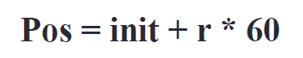 Pos = init + r * 60